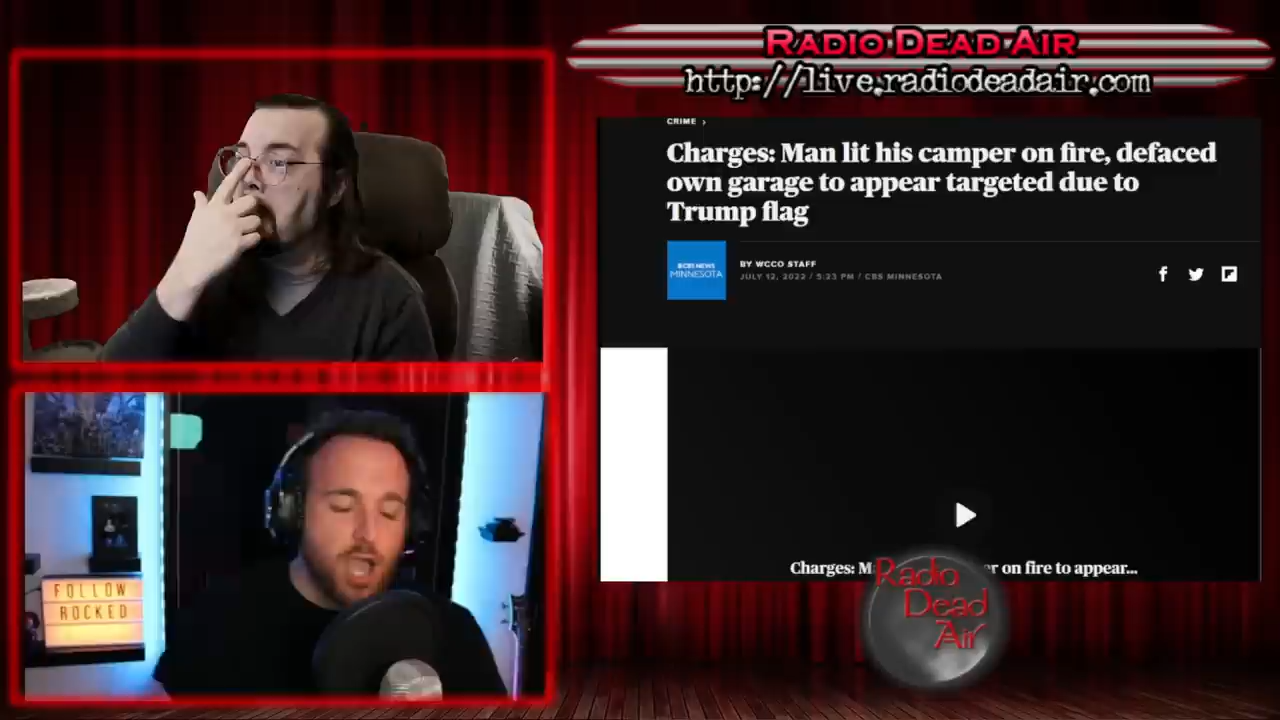 Radio Dead Air
http://live.radiodeadair.com
CRIME ›
Charges: Man lit his camper on fire, defaced
own garage to appear targeted due to
Trump flag
CBS NEWS
MINNESOTA
BY WCCO STAFF
JULY 12, 2022 / 5:23 PM / CBS MINNESOTA
Charges: M er on fire to appear...
Radio
Dead
Air
FOLLOW
ROCKED